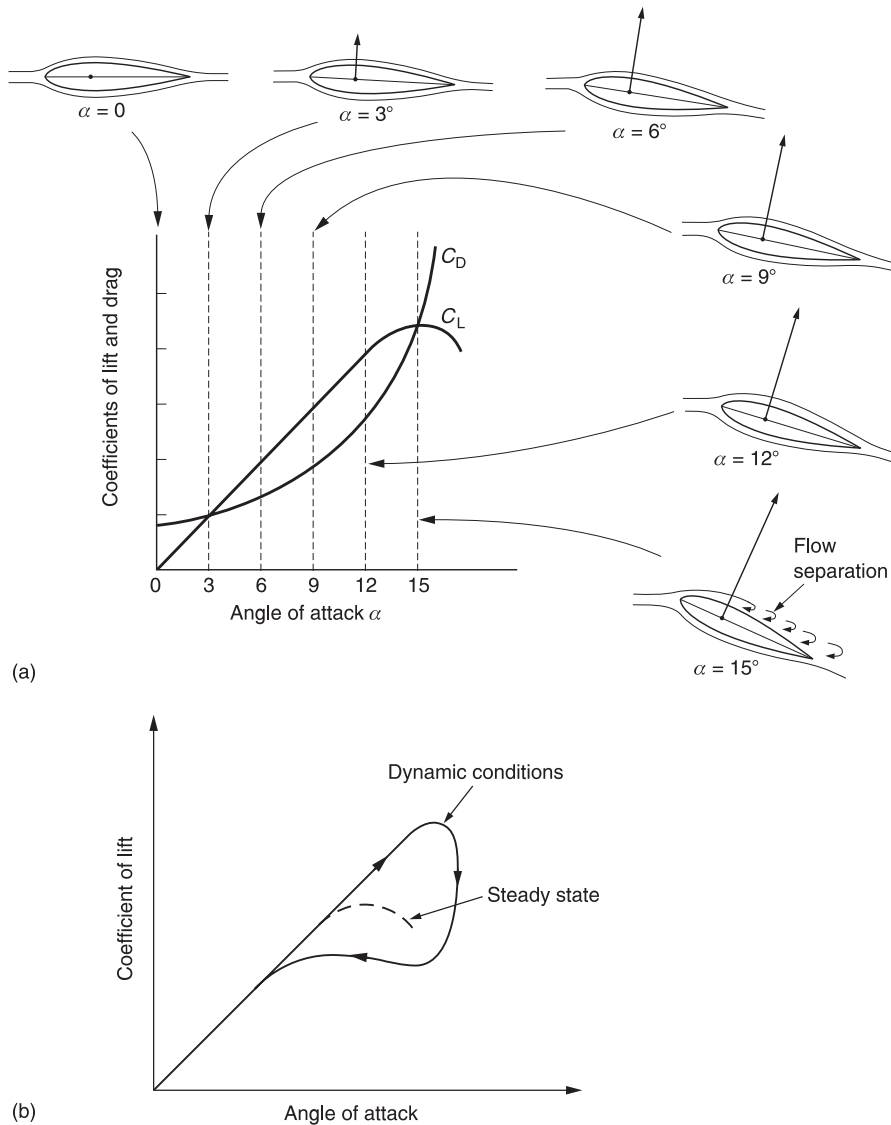 α = 0
α = 3°
α = 6°
α = 9°
α = 12°
α = 15°
Flow
separation
C_D
C_L
Coefficients of lift and drag
0 3 6 9 12 15
Angle of attack α
(a)
Dynamic conditions
Steady state
Coefficient of lift
Angle of attack
(b)